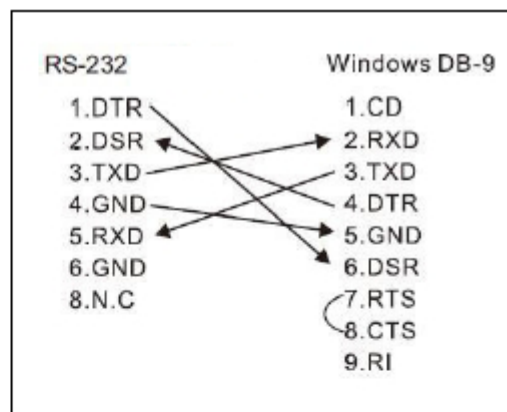 RS-232
1.DTR
2.DSR
3.TXD
4.GND
5.RXD
6.GND
8.N.C
Windows DB-9
1.CD
2.RXD
3.TXD
4.DTR
5.GND
6.DSR
7.RTS
8.CTS
9.RI